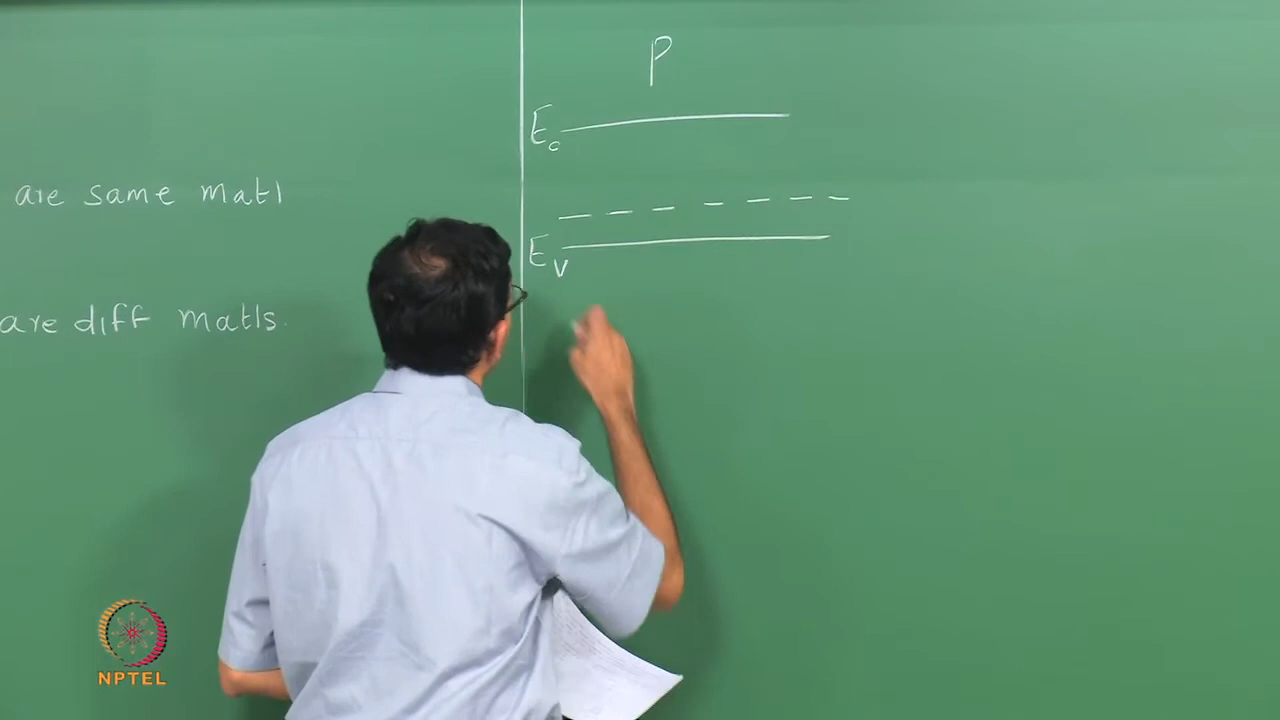 are same matl
are diff matls.
P
Ec
Ev
NPTEL